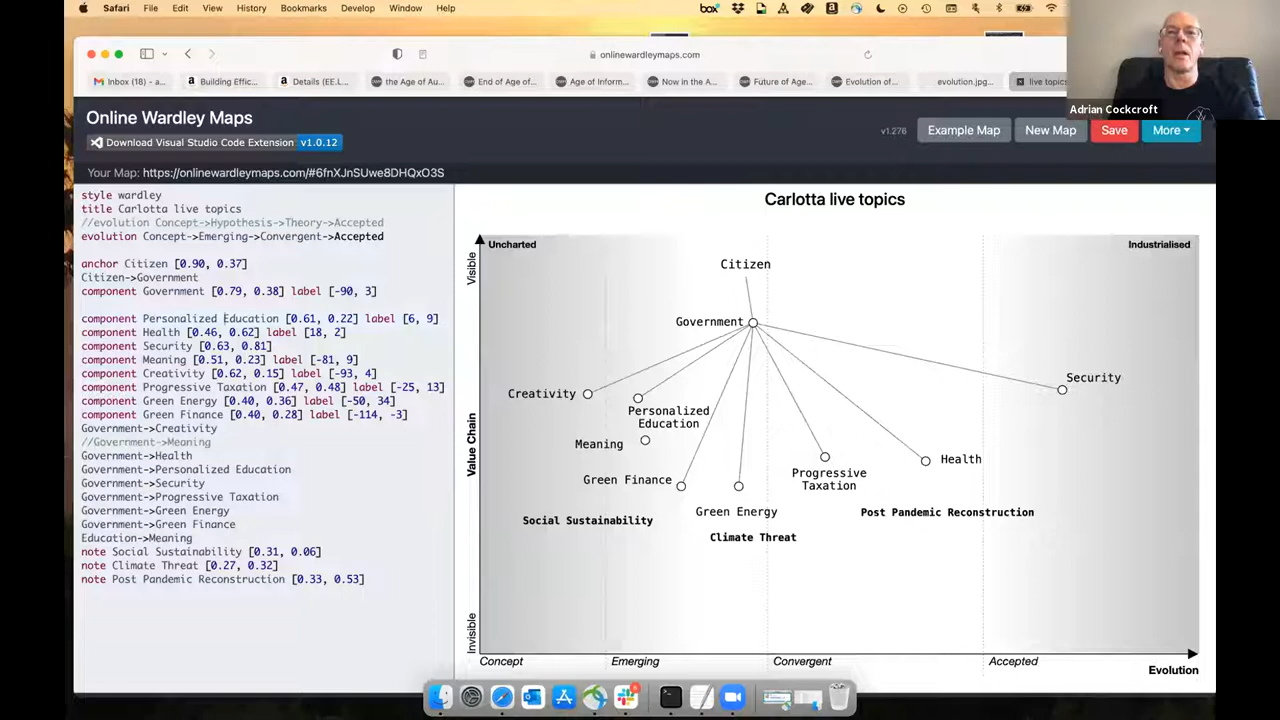 Safari File Edit View History Bookmarks Develop Window Help
box
onlinewardleymaps.com
Inbox (18) - a...
Building Effic...
Details (EE.L...
the Age of Au...
End of Age of...
Age of Inform...
Now in the A...
Future of Age...
Evolution of...
evolution.jpg...
live topics
Adrian Cockcroft
Online Wardley Maps
Download Visual Studio Code Extension v1.0.12
v1.276
Example Map
New Map
Save
More
Your Map: https://onlinewardleymaps.com/#6fnXJnSUwe8DHQxO3S
style wardley
title Carlotta live topics
//evolution Concept->Hypothesis->Theory->Accepted
evolution Concept->Emerging->Convergent->Accepted
anchor Citizen [0.90, 0.37]
Citizen->Government
component Government [0.79, 0.38] label [-90, 3]
component Personalized Education [0.61, 0.22] label [6, 9]
component Health [0.46, 0.62] label [18, 2]
component Security [0.63, 0.81]
component Meaning [0.51, 0.23] label [-81, 9]
component Creativity [0.62, 0.15] label [-93, 4]
component Progressive Taxation [0.47, 0.48] label [-25, 13]
component Green Energy [0.40, 0.36] label [-50, 34]
component Green Finance [0.40, 0.28] label [-114, -3]
Government->Creativity
//Government->Meaning
Government->Health
Government->Personalized Education
Government->Security
Government->Progressive Taxation
Government->Green Energy
Government->Green Finance
Education->Meaning
note Social Sustainability [0.31, 0.06]
note Climate Threat [0.27, 0.32]
note Post Pandemic Reconstruction [0.33, 0.53]
Carlotta live topics
Uncharted
Industrialised
Visible
Value Chain
Invisible
Citizen
Government
Security
Creativity
Personalized
Education
Meaning
Health
Green Finance
Progressive
Taxation
Green Energy
Social Sustainability
Post Pandemic Reconstruction
Climate Threat
Concept
Emerging
Convergent
Accepted
Evolution